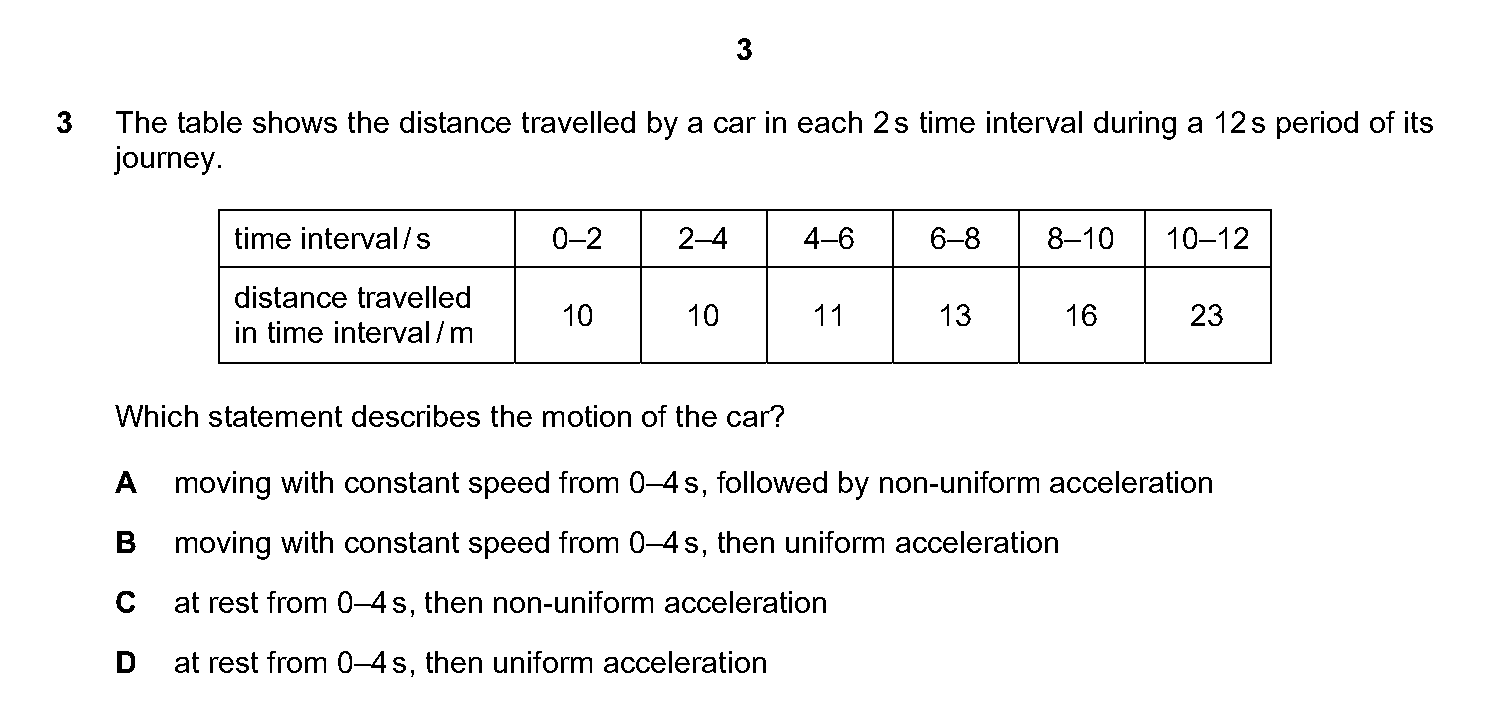 3
3 The table shows the distance travelled by a car in each 2 s time interval during a 12 s period of its
journey.
time interval / s 0–2 2–4 4–6 6–8 8–10 10–12
distance travelled
in time interval / m 10 10 11 13 16 23
Which statement describes the motion of the car?
A moving with constant speed from 0–4 s, followed by non-uniform acceleration
B moving with constant speed from 0–4 s, then uniform acceleration
C at rest from 0–4 s, then non-uniform acceleration
D at rest from 0–4 s, then uniform acceleration